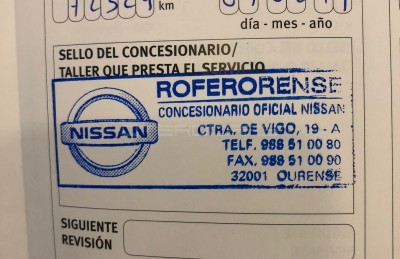 km
día - mes - año
SELLO DEL CONCESIONARIO/
TALLER QUE PRESTA EL SERVICIO
ROFERORENSE
CONCESIONARIO OFICIAL NISSAN
NISSAN
CTRA. DE VIGO, 19 - A
TELF. 988 51 00 80
FAX. 988 51 00 90
32001 OURENSE
SIGUIENTE
REVISIÓN